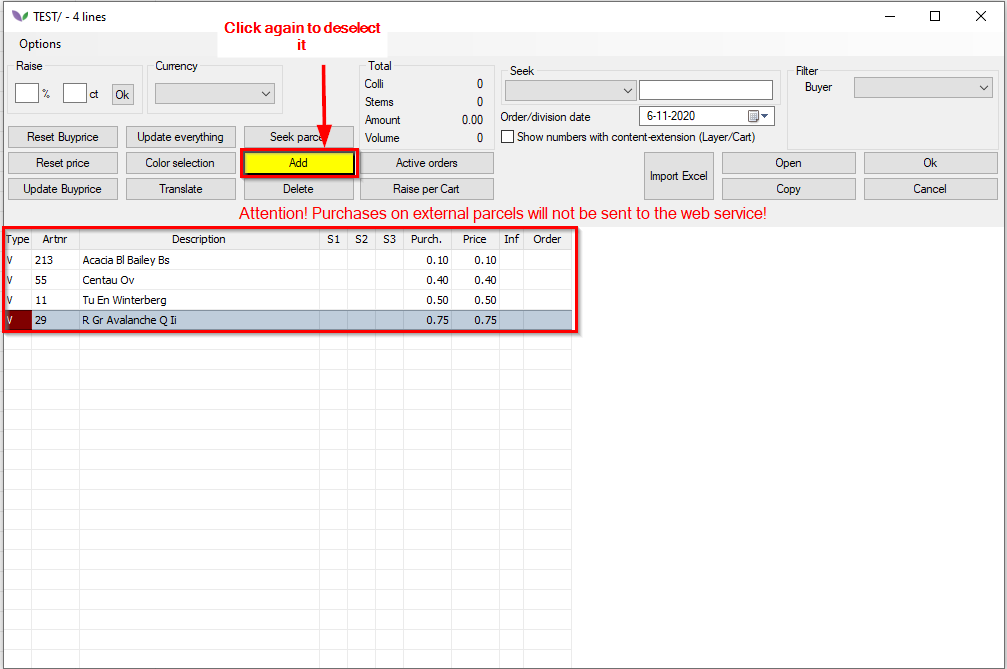 TEST/ - 4 lines
Click again to deselect
it
Options
Raise
% ct Ok
Currency
Total
Colli 0
Stems 0
Amount 0.00
Volume 0
Seek
Order/division date 6-11-2020
Show numbers with content-extension (Layer/Cart)
Filter
Buyer
Reset Buyprice Update everything Seek parce
Reset price Color selection Add Active orders
Update Buyprice Translate Delete Raise per Cart
Import Excel
Open Ok
Copy Cancel
Attention! Purchases on external parcels will not be sent to the web service!
Type Artnr Description S1 S2 S3 Purch. Price Inf Order
V 213 Acacia Bl Bailey Bs 0.10 0.10
V 55 Centau Ov 0.40 0.40
V 11 Tu En Winterberg 0.50 0.50
V 29 R Gr Avalanche Q Ii 0.75 0.75